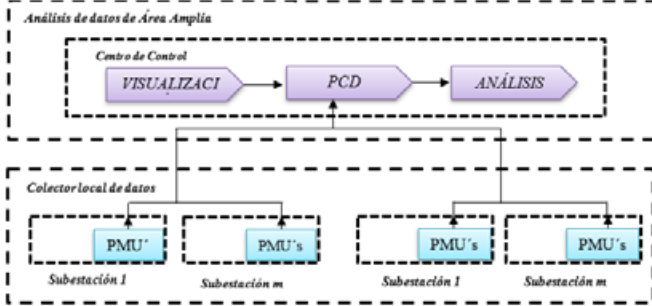 Análisis de datos de Área Amplia
Centro de Control
VISUALIZACI
PCD
ANÁLISIS
Colector local de datos
PMU´
PMU´s
PMU´s
PMU´s
Subestación 1
Subestación m
Subestación 1
Subestación m